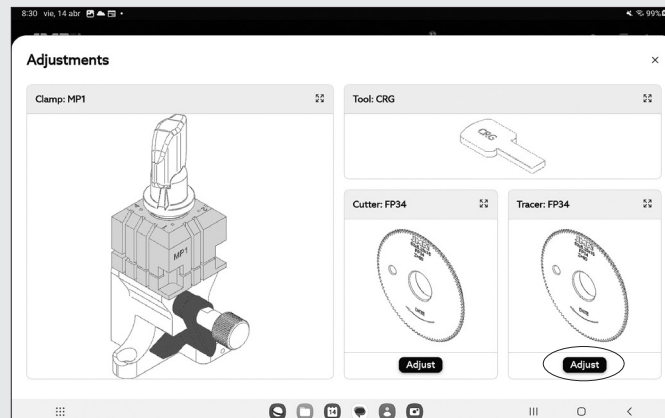 8:30 vie, 14 abr
99%
Adjustments
Clamp: MP1
MP1
Tool: CRG
CRG
Cutter: FP34
Adjust
Tracer: FP34
Adjust
14